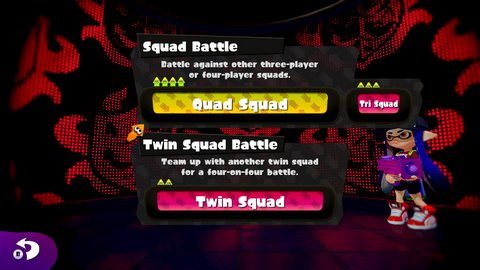 Squad Battle
Battle against other three-player
or four-player squads.
Quad Squad
Tri Squad
Twin Squad Battle
Team up with another twin squad
for a four-on-four battle.
Twin Squad